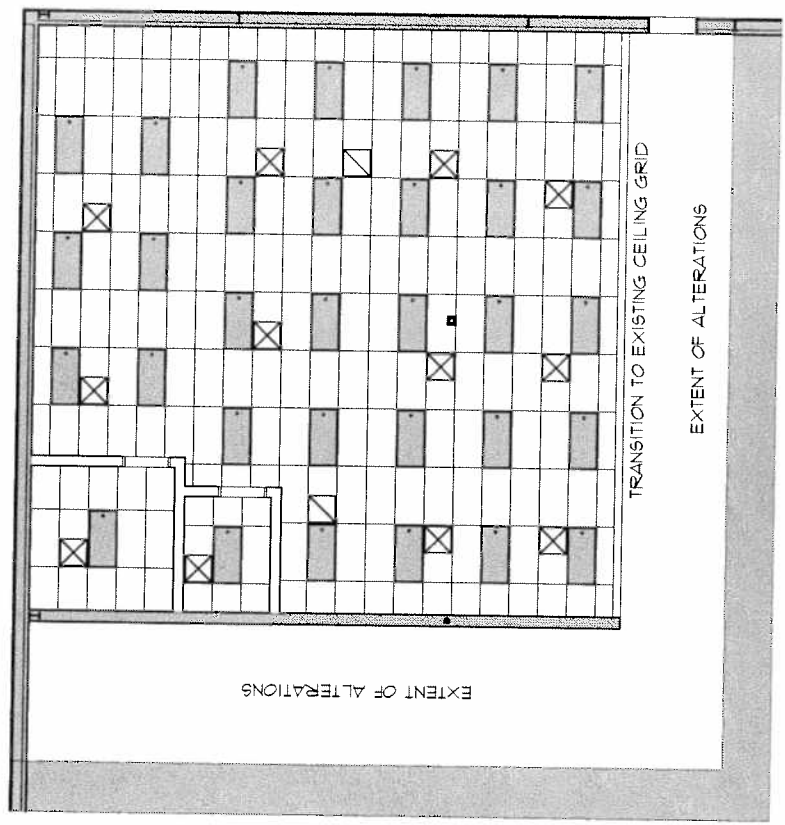 TRANSITION TO EXISTING CEILING GRID
EXTENT OF ALTERATIONS
EXTENT OF ALTERATIONS